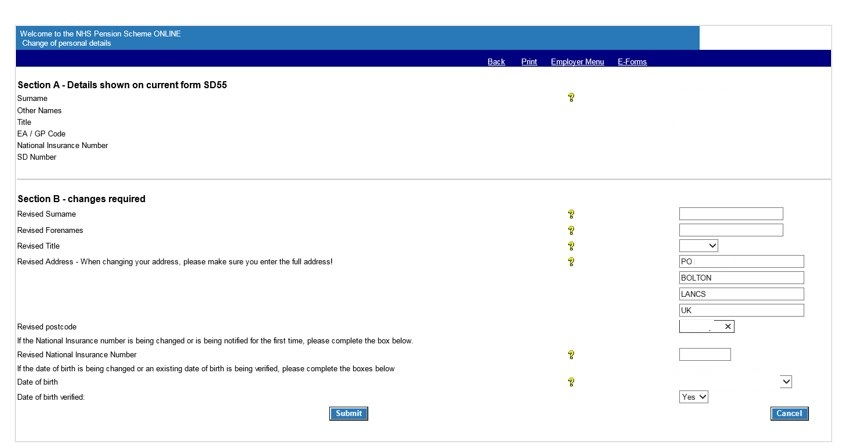 Welcome to the NHS Pension Scheme ONLINE
Change of personal details
Back Print Employer Menu E-Forms
Section A - Details shown on current form SD55
Surname ?
Other Names
Title
EA / GP Code
National Insurance Number
SD Number
Section B - changes required
Revised Surname ?
Revised Forenames ?
Revised Title ?
Revised Address - When changing your address, please make sure you enter the full address! ? PO
BOLTON
LANCS
UK
Revised postcode
If the National Insurance number is being changed or is being notified for the first time, please complete the box below.
Revised National Insurance Number ?
If the date of birth is being changed or an existing date of birth is being verified, please complete the boxes below
Date of birth ?
Date of birth verified: Yes
Submit Cancel